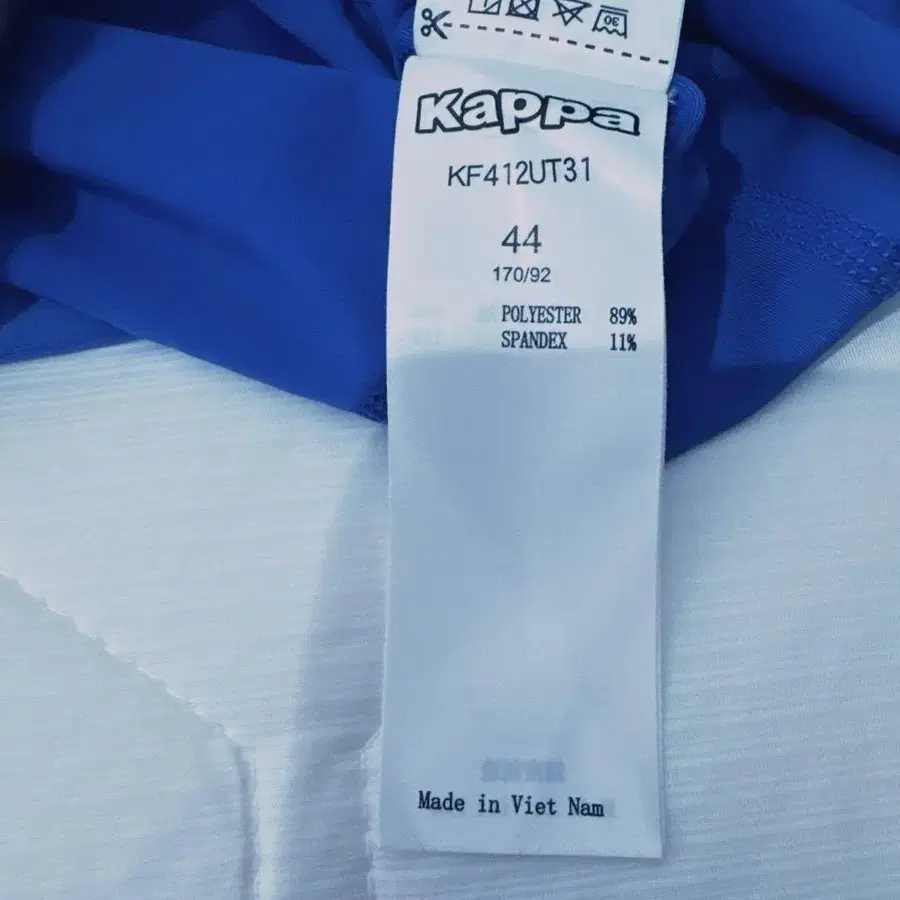 30
Kappa
KF412UT31
44
170/92
POLYESTER 89%
SPANDEX 11%
Made in Viet Nam